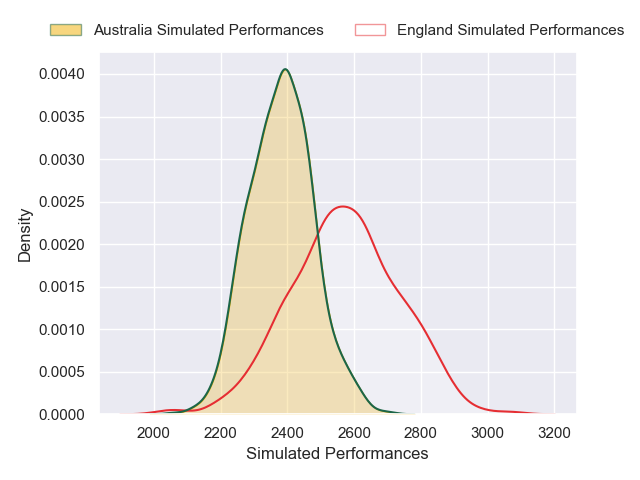 Australia Simulated Performances England Simulated Performances
0.0040
0.0035
0.0030
0.0025
0.0020
0.0015
0.0010
0.0005
0.0000
Density
2000 2200 2400 2600 2800 3000 3200
Simulated Performances